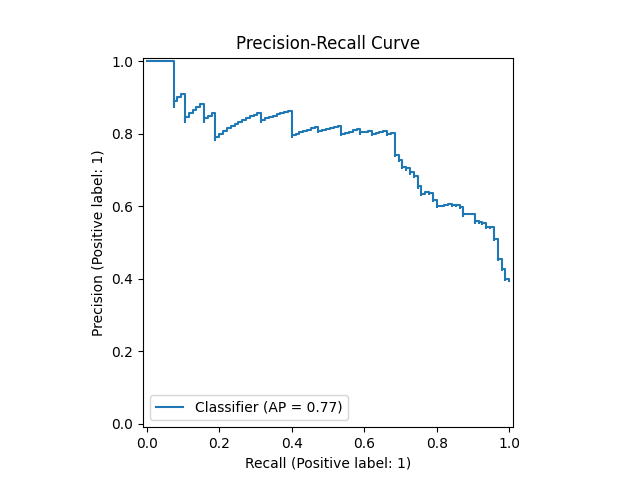 Precision-Recall Curve
1.0
0.8
0.6
0.4
0.2
0.0
Precision (Positive label: 1)
Classifier (AP = 0.77)
0.0 0.2 0.4 0.6 0.8 1.0
Recall (Positive label: 1)